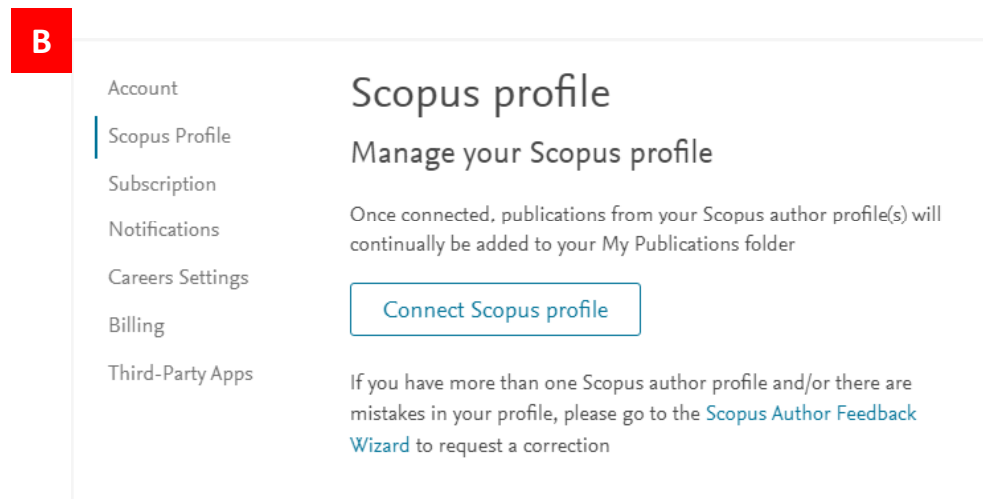 B
Account
Scopus Profile
Subscription
Notifications
Careers Settings
Billing
Third-Party Apps
Scopus profile
Manage your Scopus profile
Once connected, publications from your Scopus author profile(s) will
continually be added to your My Publications folder
Connect Scopus profile
If you have more than one Scopus author profile and/or there are
mistakes in your profile, please go to the Scopus Author Feedback
Wizard to request a correction